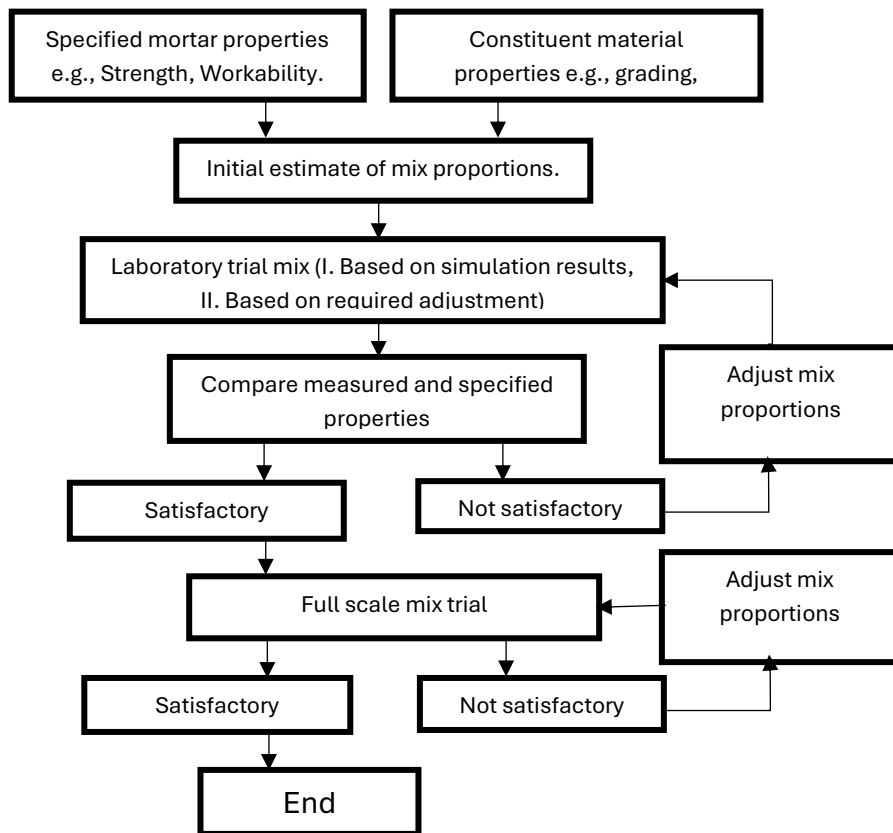 Specified mortar properties
e.g., Strength, Workability.
Constituent material
properties e.g., grading,
Initial estimate of mix proportions.
Laboratory trial mix (I. Based on simulation results,
II. Based on required adjustment)
Compare measured and specified
properties
Adjust mix
proportions
Satisfactory
Not satisfactory
Full scale mix trial
Adjust mix
proportions
Satisfactory
Not satisfactory
End